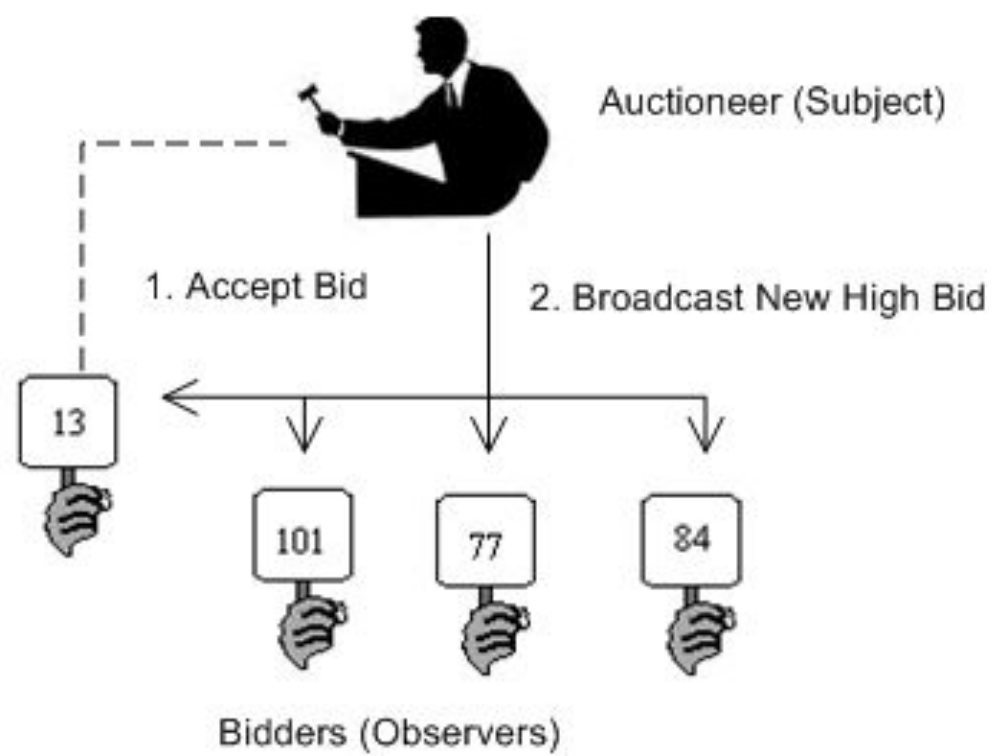 Auctioneer (Subject)
1. Accept Bid
2. Broadcast New High Bid
13
101
77
84
Bidders (Observers)